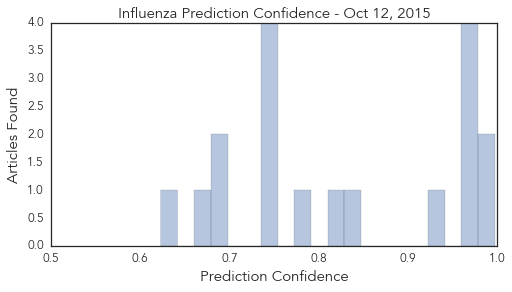 Influenza Prediction Confidence - Oct 12, 2015
4.0
3.5
3.0
2.5
2.0
1.5
1.0
0.5
0.0
Articles Found
0.5 0.6 0.7 0.8 0.9 1.0
Prediction Confidence